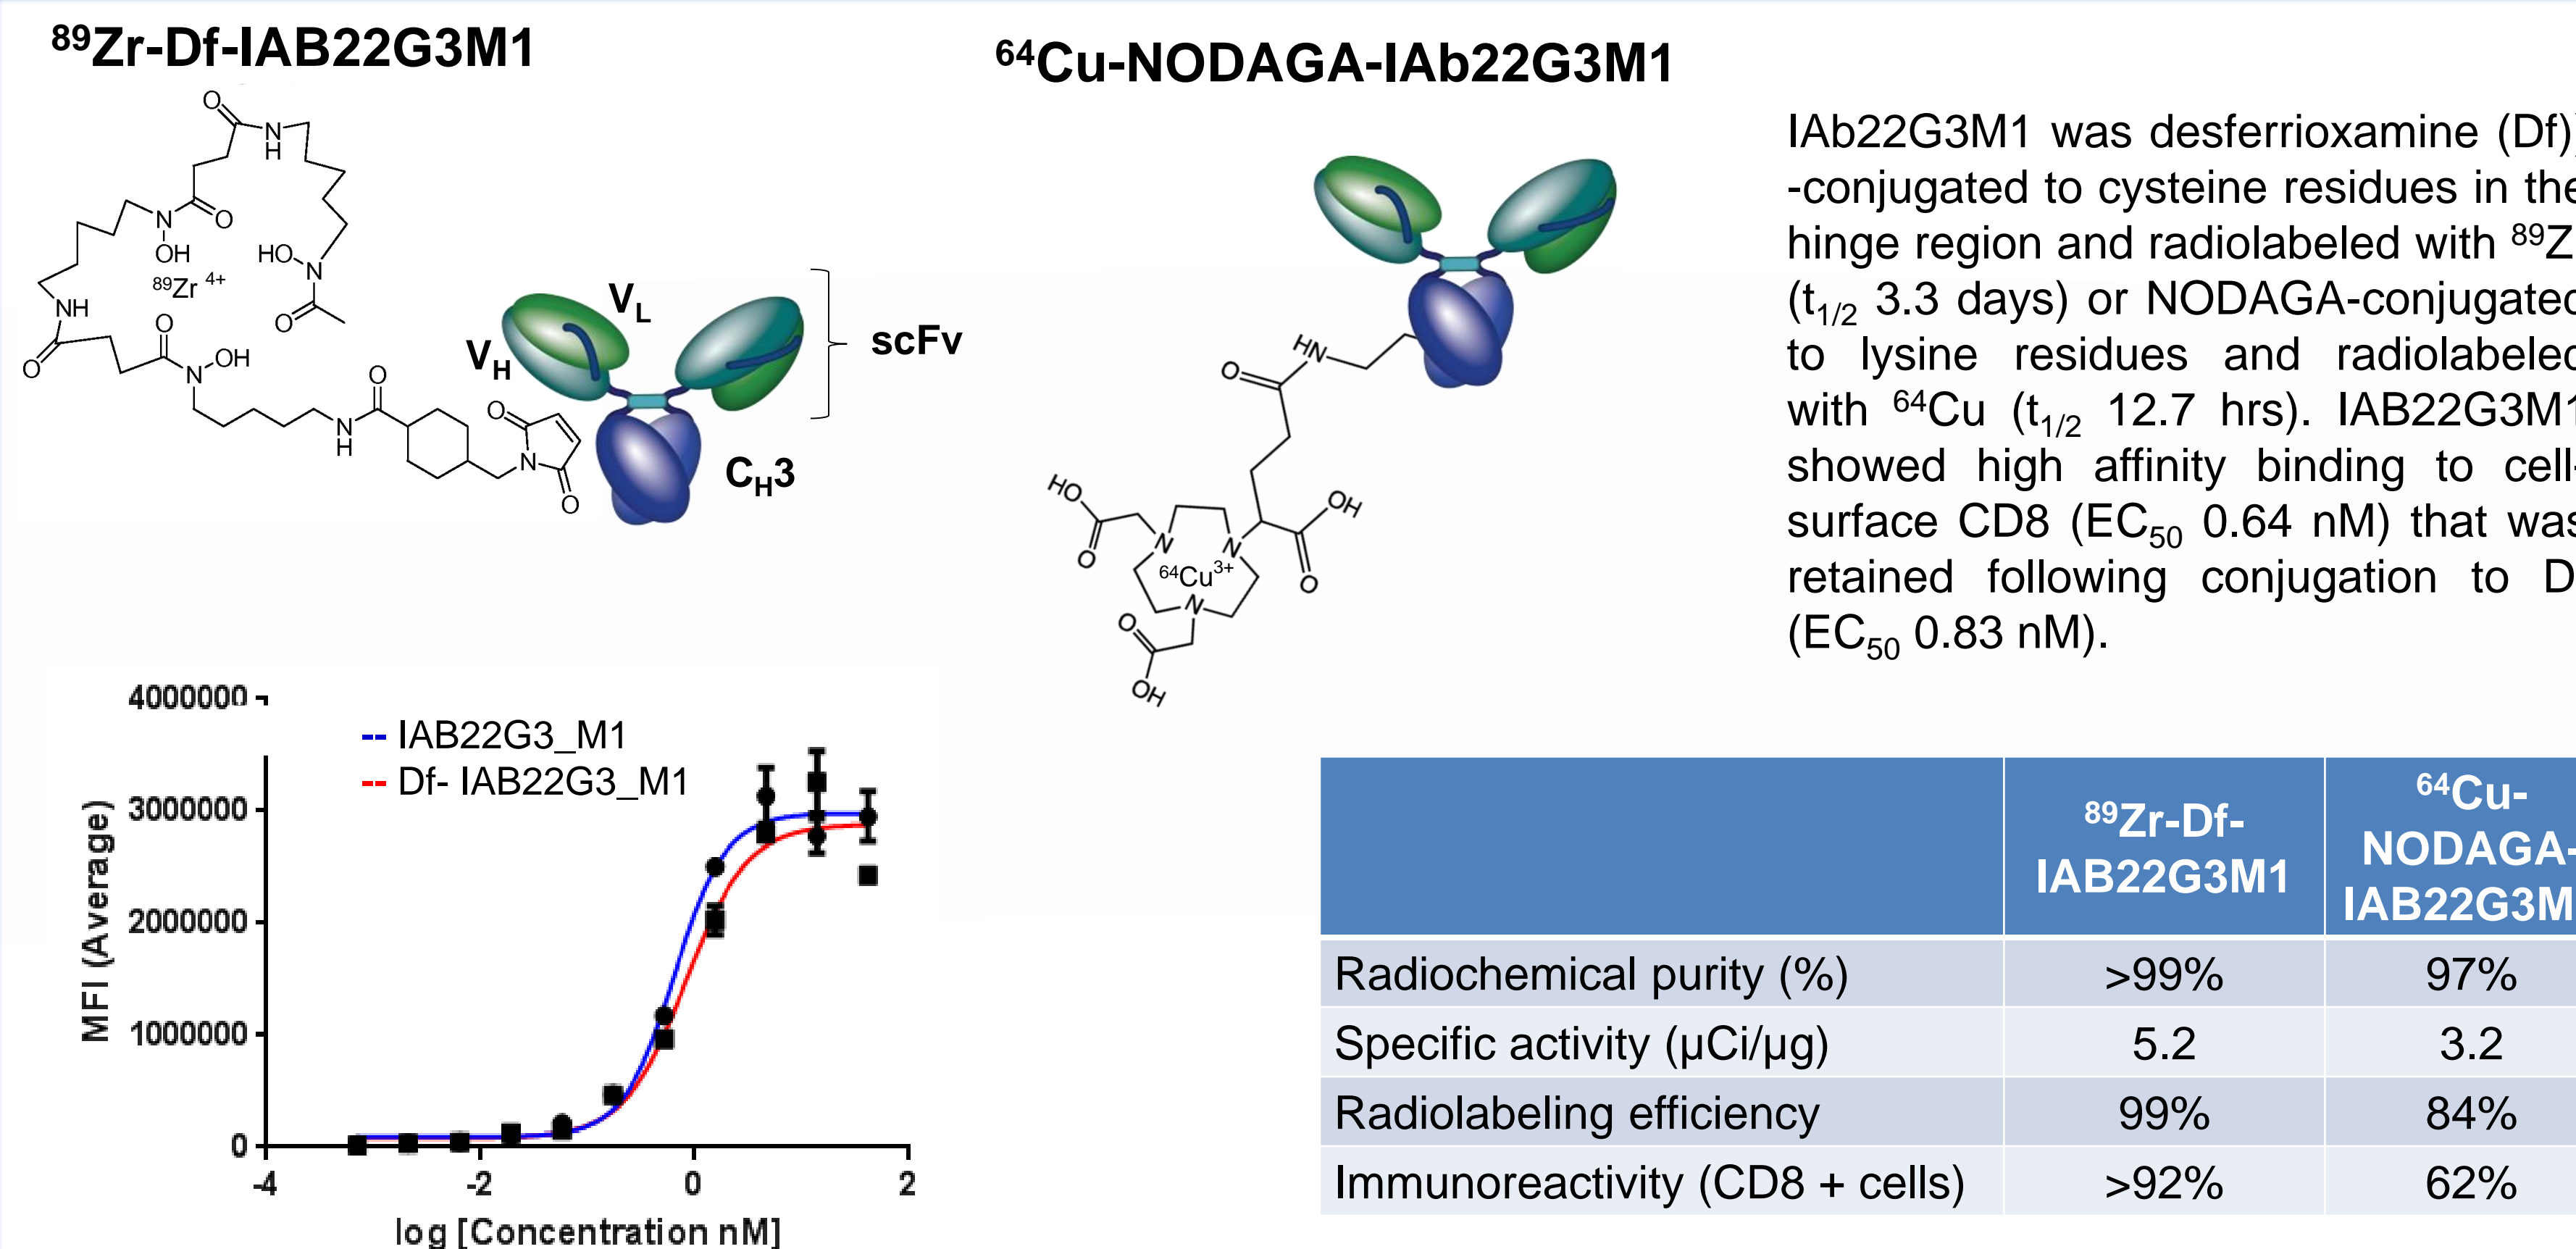 ⁸⁹Zr-Df-IAB22G3M1
O
N
H
N
O
OH
HO
N
⁸⁹Zr ⁴⁺
NH
O
O
O
N
OH
O
N
H
O
N
O
V_L
V_H
scFv
C_H3
⁶⁴Cu-NODAGA-IAb22G3M1
HN
O
HO
O
N
N
OH
O
⁶⁴Cu³⁺
N
O
OH
IAb22G3M1 was desferrioxamine (Df)
-conjugated to cysteine residues in the
hinge region and radiolabeled with ⁸⁹Z
(t₁/₂ 3.3 days) or NODAGA-conjugated
to lysine residues and radiolabeled
with ⁶⁴Cu (t₁/₂ 12.7 hrs). IAB22G3M1
showed high affinity binding to cell-
surface CD8 (EC₅₀ 0.64 nM) that was
retained following conjugation to D
(EC₅₀ 0.83 nM).
4000000
3000000
2000000
1000000
0
-4
-2
0
2
MFI (Average)
log [Concentration nM]
IAB22G3_M1
Df- IAB22G3_M1
⁸⁹Zr-Df-
IAB22G3M1
⁶⁴Cu-
NODAGA-
IAB22G3M
Radiochemical purity (%) >99% 97%
Specific activity (µCi/µg) 5.2 3.2
Radiolabeling efficiency 99% 84%
Immunoreactivity (CD8 + cells) >92% 62%